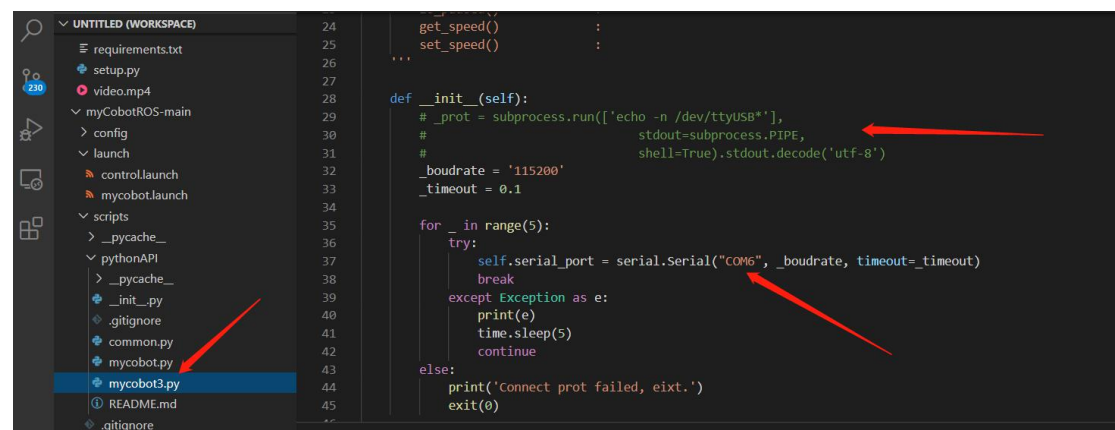 UNTITLED (WORKSPACE)
requirements.txt
setup.py
230
video.mp4
myCobotROS-main
config
launch
control.launch
mycobot.launch
scripts
__pycache__
pythonAPI
__pycache__
__init__.py
.gitignore
common.py
mycobot.py
mycobot3.py
README.md
.gitignore
24 get_speed() :
25 set_speed() :
26 '''
27
28 def __init__(self):
29 # _prot = subprocess.run(['echo -n /dev/ttyUSB*'],
30 # stdout=subprocess.PIPE,
31 # shell=True).stdout.decode('utf-8')
32 _boudrate = '115200'
33 _timeout = 0.1
34
35 for _ in range(5):
36 try:
37 self.serial_port = serial.Serial("COM6", _boudrate, timeout=_timeout)
38 break
39 except Exception as e:
40 print(e)
41 time.sleep(5)
42 continue
43 else:
44 print('Connect prot failed, eixt.')
45 exit(0)